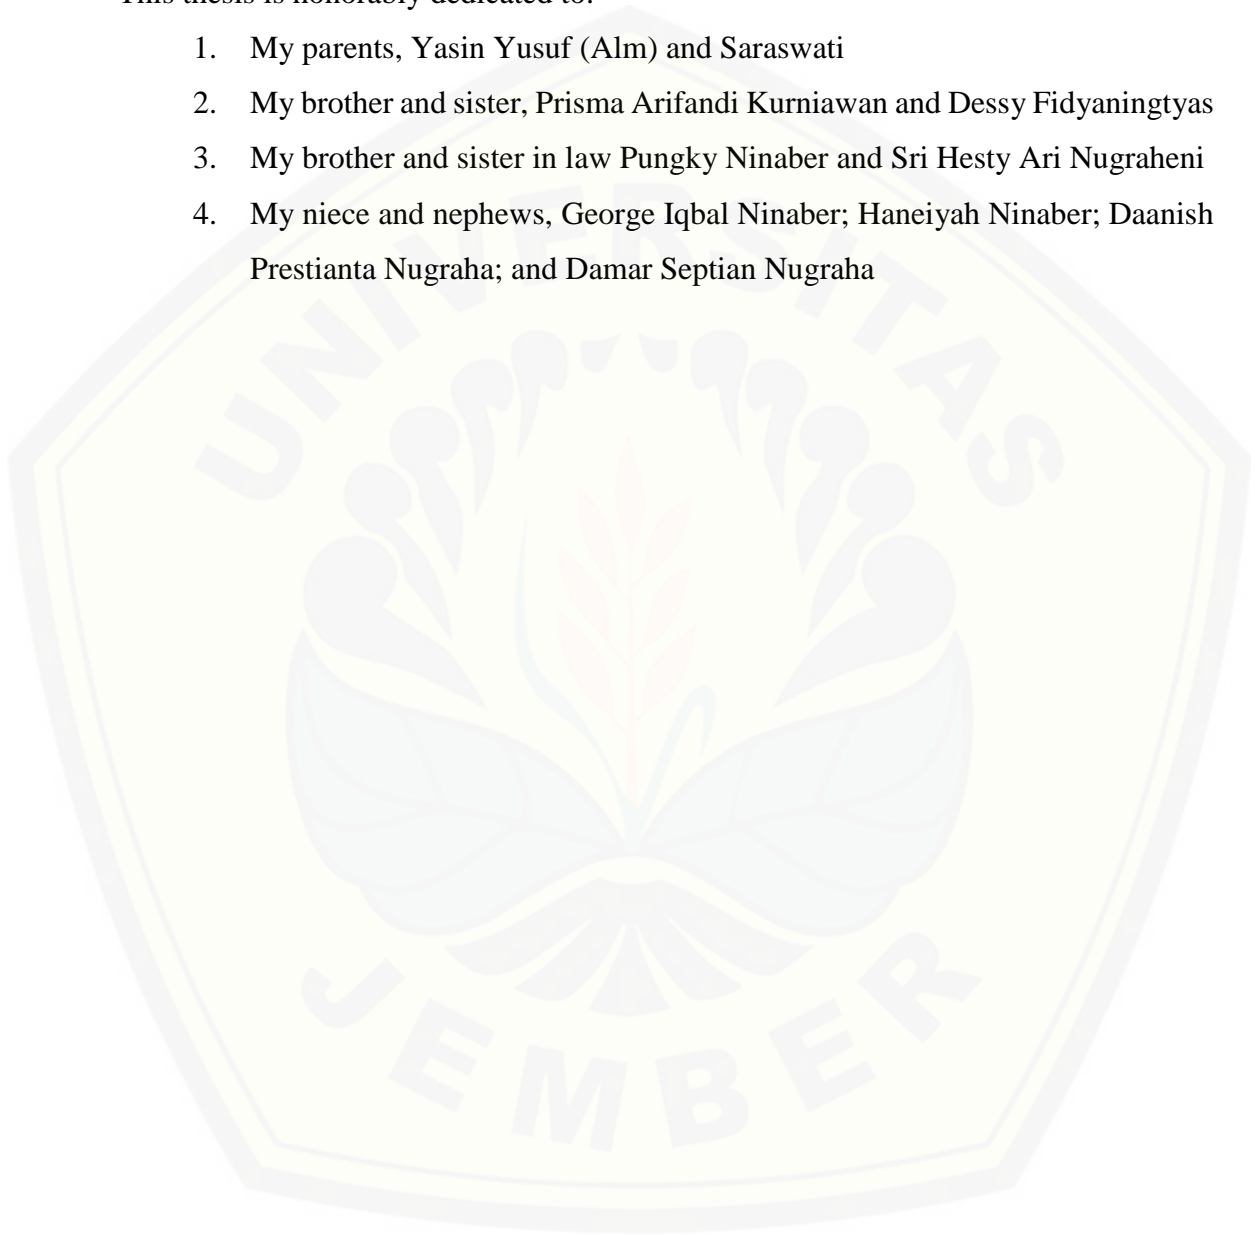 This thesis is honorably dedicated to:
1. My parents, Yasin Yusuf (Alm) and Saraswati
2. My brother and sister, Prisma Arifandi Kurniawan and Dessy Fidyaningtyas
3. My brother and sister in law Pungky Ninaber and Sri Hesty Ari Nugraheni
4. My niece and nephews, George Iqbal Ninaber; Haneiyah Ninaber; Daanish
Prestianta Nugraha; and Damar Septian Nugraha
UNIVERSITAS
JEMBER